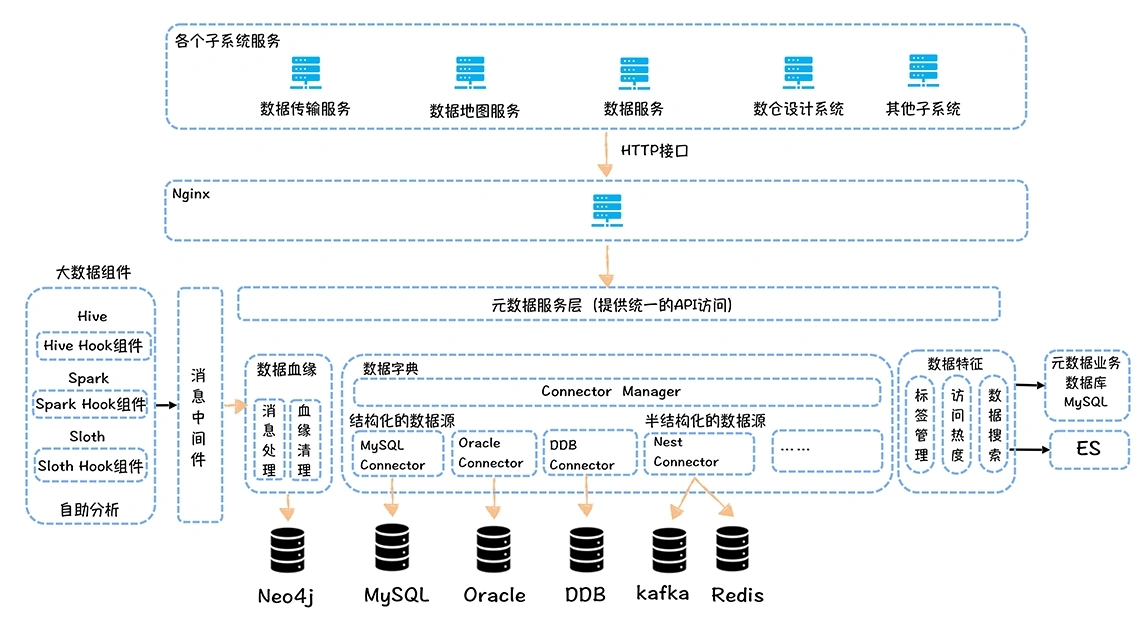 各个子系统服务
数据传输服务
数据地图服务
数据服务
数仓设计系统
其他子系统
HTTP接口
Nginx
元数据服务层（提供统一的API访问）
大数据组件
Hive
Hive Hook组件
Spark
Spark Hook组件
Sloth
Sloth Hook组件
自助分析
消息中间件
数据血缘
消息处理
血缘清理
Neo4j
数据字典
Connector Manager
结构化的数据源
半结构化的数据源
MySQL
Connector
Oracle
Connector
DDB
Connector
Nest
Connector
……
MySQL
Oracle
DDB
kafka
Redis
数据特征
标签管理
访问热度
数据搜索
元数据业务
数据库
MySQL
ES